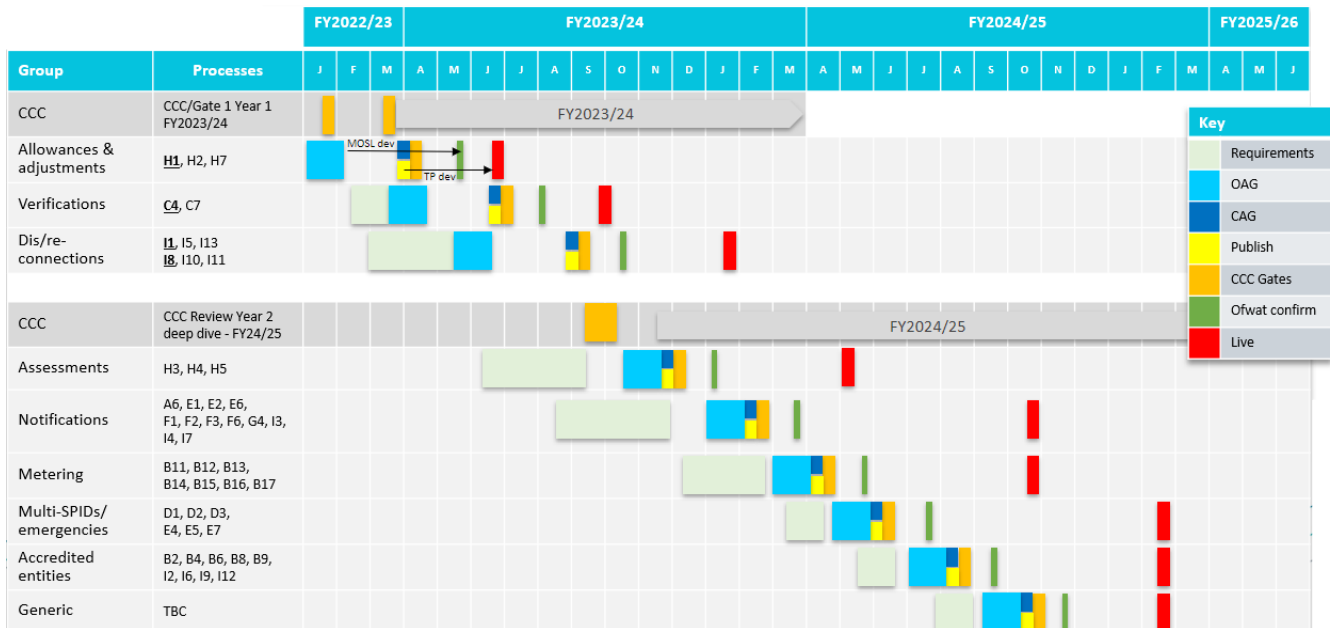 FY2022/23 FY2023/24 FY2024/25 FY2025/26
Group Processes J F M A M J J A S O N D J F M A M J J A S O N D J F M A M J
CCC
CCC/Gate 1 Year 1
FY2023/24
FY2023/24
Key
Requirements
OAG
CAG
Publish
CCC Gates
Ofwat confirm
Live
Allowances &
adjustments
H1, H2, H7
MOSL dev
TP dev
Verifications
C4, C7
Dis/re-
connections
I1, I5, I13
I8, I10, I11
CCC
CCC Review Year 2
deep dive - FY24/25
FY2024/25
Assessments
H3, H4, H5
Notifications
A6, E1, E2, E6,
F1, F2, F3, F6, G4, I3,
I4, I7
Metering
B11, B12, B13,
B14, B15, B16, B17
Multi-SPIDs/
emergencies
D1, D2, D3,
E4, E5, E7
Accredited
entities
B2, B4, B6, B8, B9,
I2, I6, I9, I12
Generic
TBC